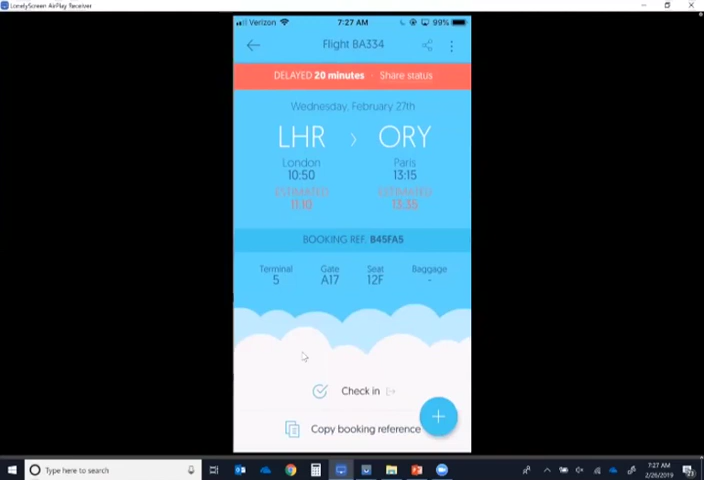 LonelyScreen AirPlay Receiver
Verizon 7:27 AM 99%
Flight BA334
DELAYED 20 minutes · Share status
Wednesday, February 27th
LHR > ORY
London Paris
10:50 13:15
ESTIMATED ESTIMATED
11:10 13:35
BOOKING REF. B45FA5
Terminal Gate Seat Baggage
5 A17 12F -
Check in
Copy booking reference
+
Type here to search
7:27 AM
2/26/2019